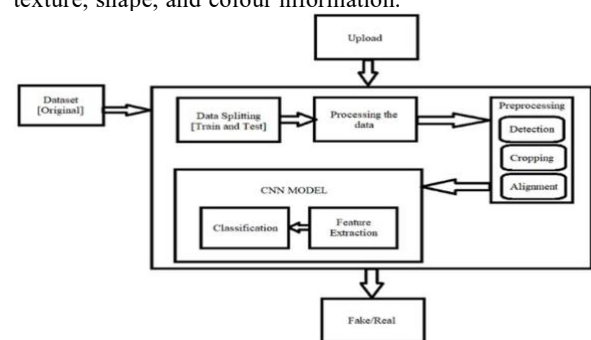 texture, shape, and colour information.
Upload
Dataset
[Original]
Data Splitting
[Train and Test]
Processing the
data
Preprocessing
Detection
Cropping
Alignment
CNN MODEL
Classification
Feature
Extraction
Fake/Real